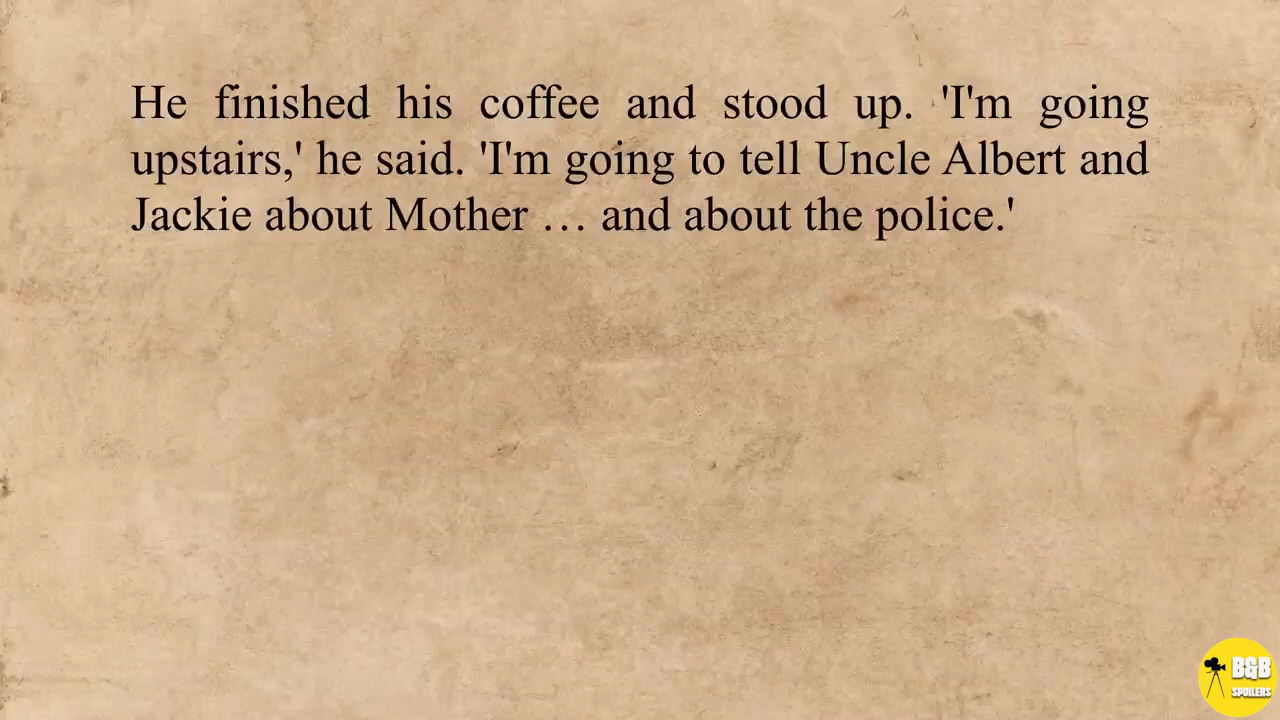 He finished his coffee and stood up. 'I'm going
upstairs,' he said. 'I'm going to tell Uncle Albert and
Jackie about Mother … and about the police.'
B&B
SPOILERS